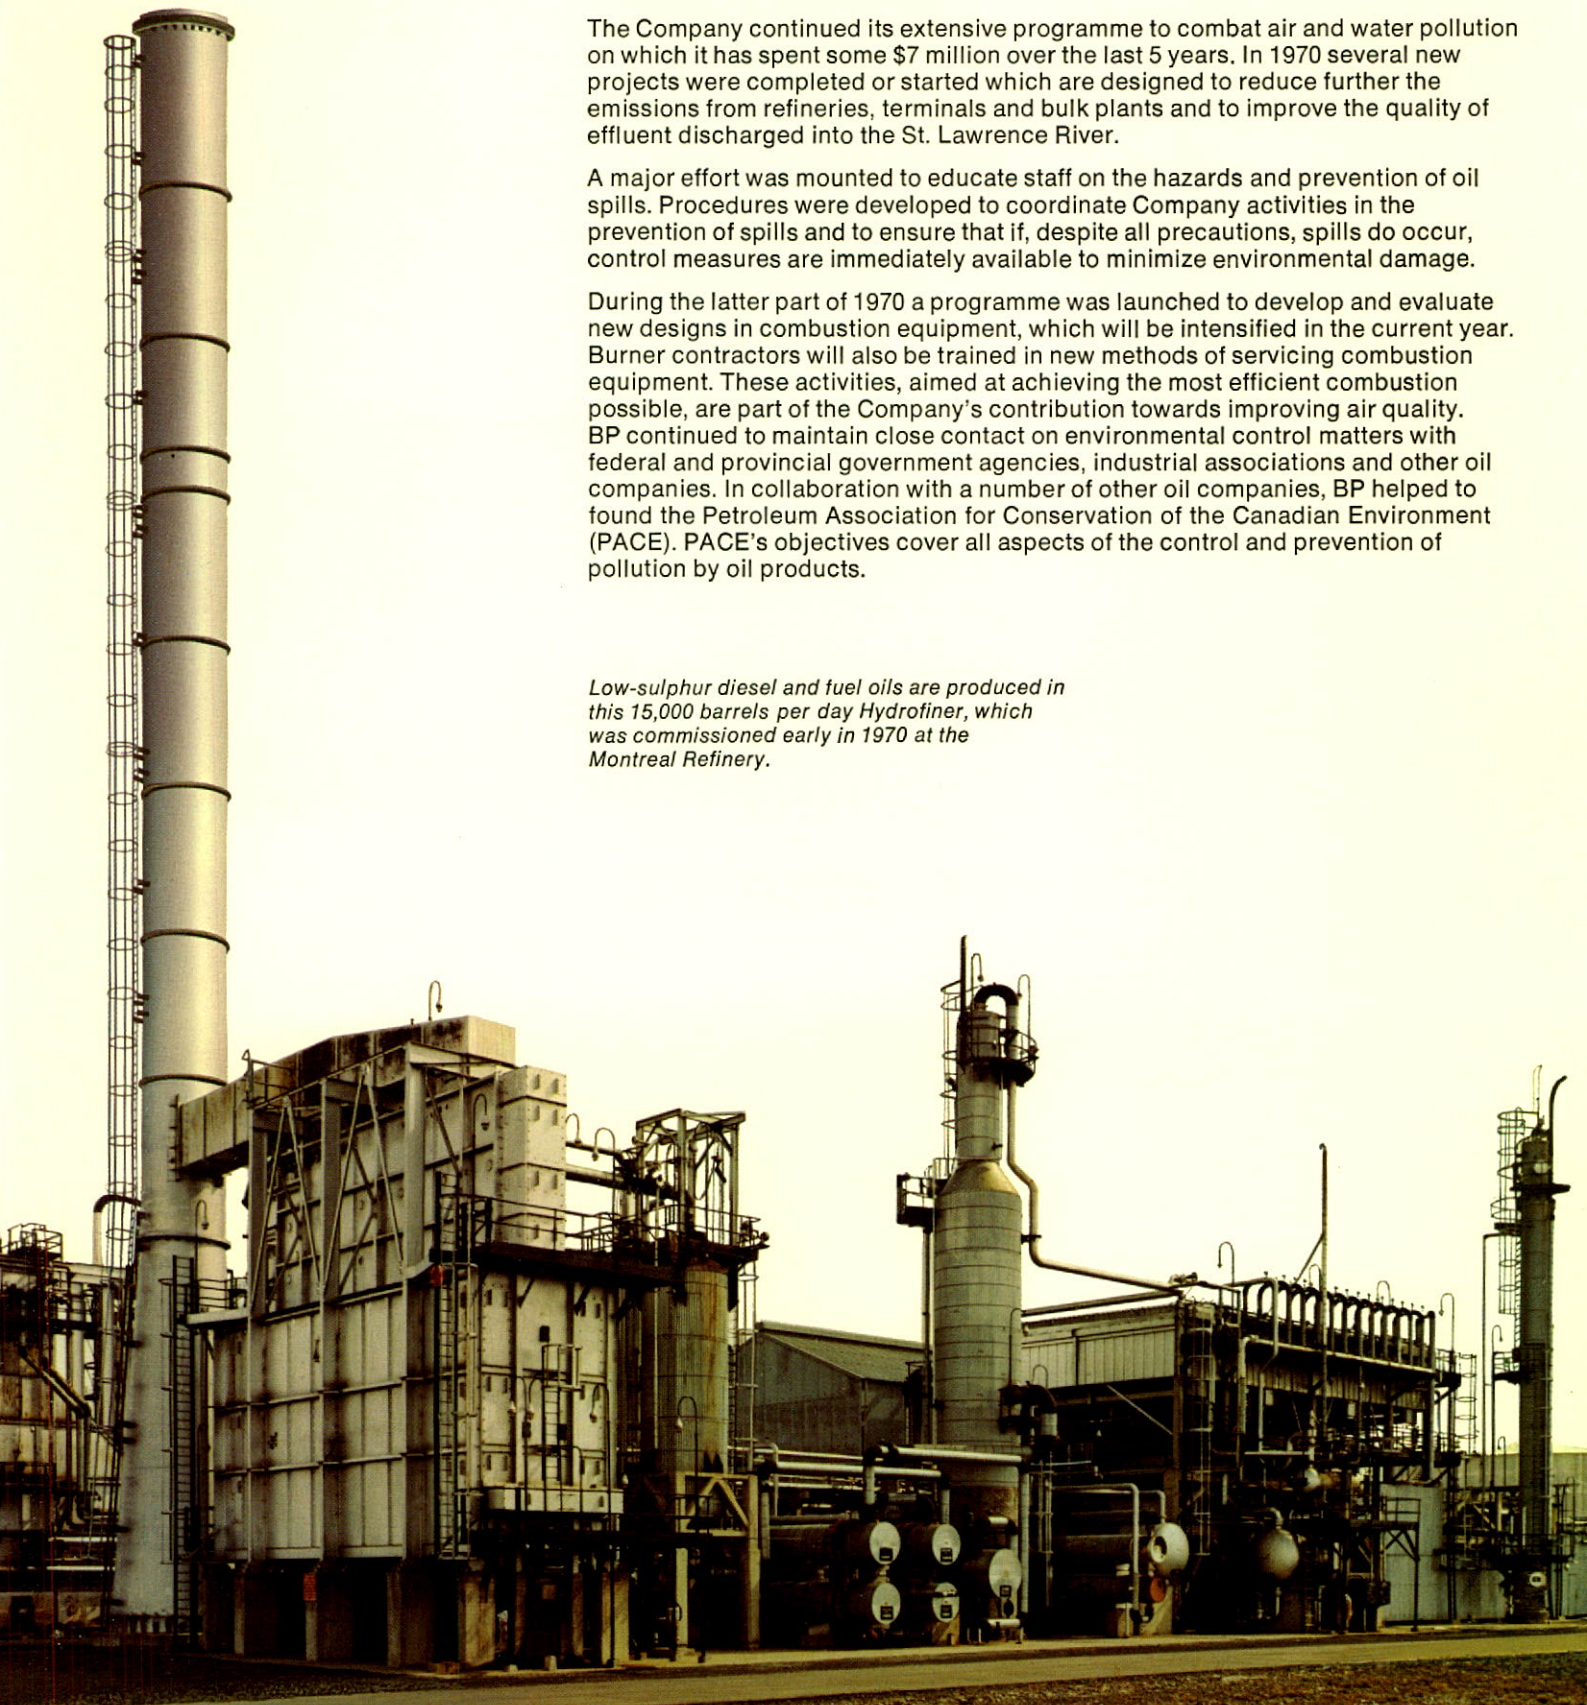 The Company continued its extensive programme to combat air and water pollution
on which it has spent some $7 million over the last 5 years. In 1970 several new
projects were completed or started which are designed to reduce further the
emissions from refineries, terminals and bulk plants and to improve the quality of
effluent discharged into the St. Lawrence River.
A major effort was mounted to educate staff on the hazards and prevention of oil
spills. Procedures were developed to coordinate Company activities in the
prevention of spills and to ensure that if, despite all precautions, spills do occur,
control measures are immediately available to minimize environmental damage.
During the latter part of 1970 a programme was launched to develop and evaluate
new designs in combustion equipment, which will be intensified in the current year.
Burner contractors will also be trained in new methods of servicing combustion
equipment. These activities, aimed at achieving the most efficient combustion
possible, are part of the Company's contribution towards improving air quality.
BP continued to maintain close contact on environmental control matters with
federal and provincial government agencies, industrial associations and other oil
companies. In collaboration with a number of other oil companies, BP helped to
found the Petroleum Association for Conservation of the Canadian Environment
(PACE). PACE's objectives cover all aspects of the control and prevention of
pollution by oil products.
Low-sulphur diesel and fuel oils are produced in
this 15,000 barrels per day Hydrofiner, which
was commissioned early in 1970 at the
Montreal Refinery.